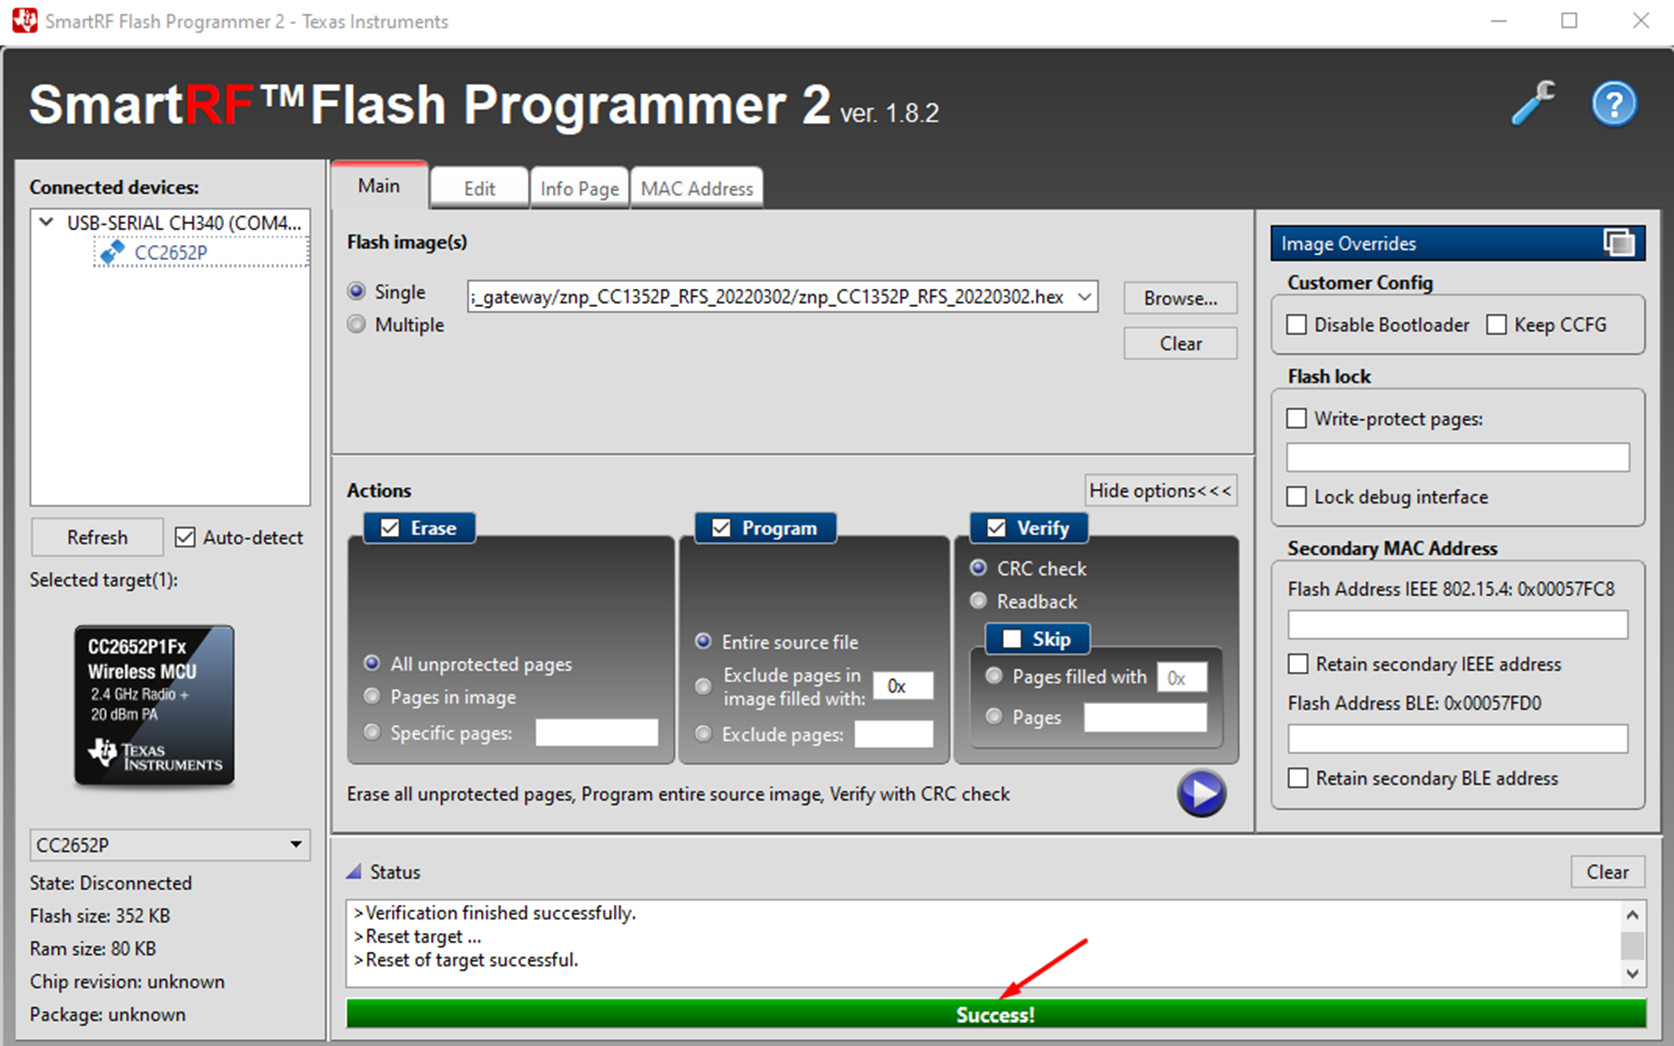 SmartRF Flash Programmer 2 - Texas Instruments
SmartRF™Flash Programmer 2 ver. 1.8.2
Connected devices:
USB-SERIAL CH340 (COM4...
CC2652P
Refresh
Auto-detect
Selected target(1):
CC2652P1Fx
Wireless MCU
2.4 GHz Radio +
20 dBm PA
TEXAS
INSTRUMENTS
CC2652P
State: Disconnected
Flash size: 352 KB
Ram size: 80 KB
Chip revision: unknown
Package: unknown
Main
Edit
Info Page
MAC Address
Flash image(s)
Single
;_gateway/znp_CC1352P_RFS_20220302/znp_CC1352P_RFS_20220302.hex
Browse...
Multiple
Clear
Actions
Hide options<<<
Erase
All unprotected pages
Pages in image
Specific pages:
Program
Entire source file
Exclude pages in
image filled with:
0x
Exclude pages:
Verify
CRC check
Readback
Skip
Pages filled with
0x
Pages
Erase all unprotected pages, Program entire source image, Verify with CRC check
Image Overrides
Customer Config
Disable Bootloader
Keep CCFG
Flash lock
Write-protect pages:
Lock debug interface
Secondary MAC Address
Flash Address IEEE 802.15.4: 0x00057FC8
Retain secondary IEEE address
Flash Address BLE: 0x00057FD0
Retain secondary BLE address
Status
Clear
>Verification finished successfully.
>Reset target ...
>Reset of target successful.
Success!